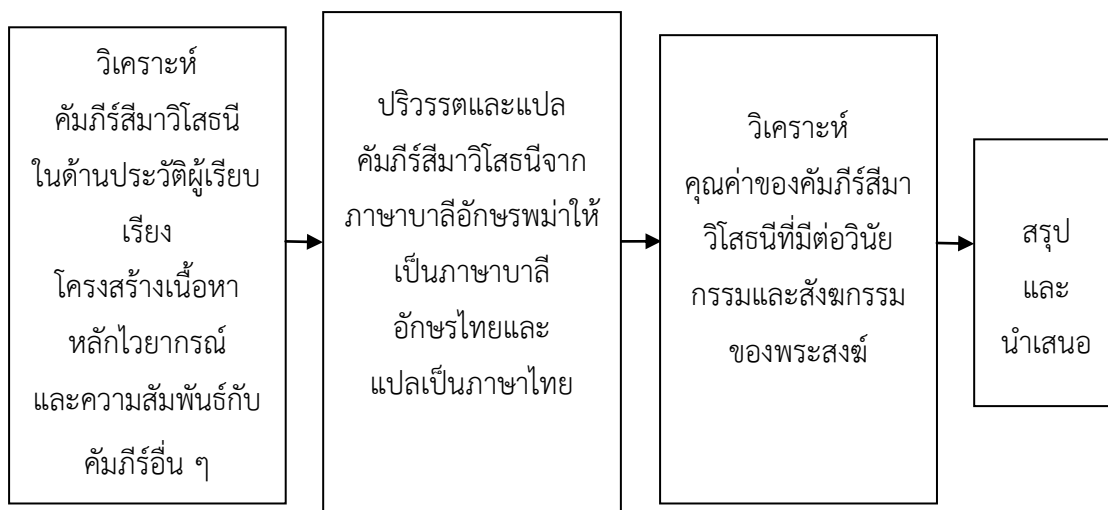 วิเคราะห์
คัมภีร์สีมาวิโสธนี
ในด้านประวัติผู้เรียบ
เรียง
โครงสร้างเนื้อหา
หลักไวยากรณ์
และความสัมพันธ์กับ
คัมภีร์อื่น ๆ
ปริวรรตและแปล
คัมภีร์สีมาวิโสธนีจาก
ภาษาบาลีอักษรพม่าให้
เป็นภาษาบาลี
อักษรไทยและ
แปลเป็นภาษาไทย
วิเคราะห์
คุณค่าของคัมภีร์สีมา
วิโสธนีที่มีต่อวินัย
กรรมและสังฆกรรม
ของพระสงฆ์
สรุป
และ
นำเสนอ